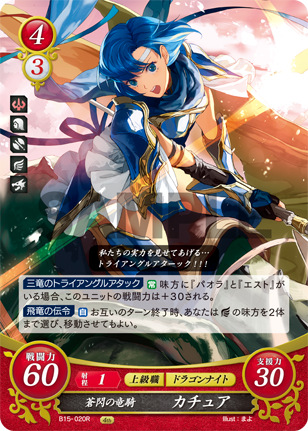 4
3
SAMPLE
私たちの実力を見せてあげる…
トライアングルアターック!!!
三竜のトライアングルアタック 常 味方に『パオラ』と『エスト』が
いる場合、このユニットの戦闘力は+30される。
飛竜の伝令 自 お互いのターン終了時、あなたは の味方を2体
まで選び、移動させてもよい。
戦闘力
60
射程 1 上級職 ドラゴンナイト
支援力
30
蒼閃の竜騎 カチュア
B15-020R
Illust:まよ